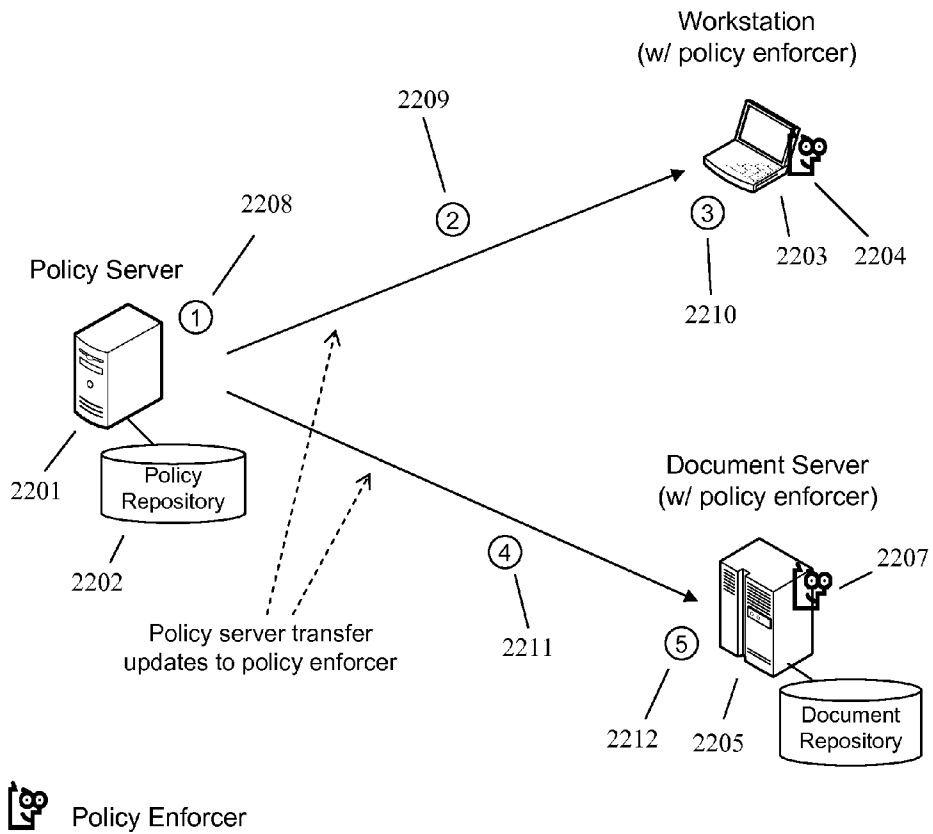 Workstation
(w/ policy enforcer)
2209
2208
2
3
2203
2204
2210
Policy Server
1
2201
Policy
Repository
2202
Document Server
(w/ policy enforcer)
2207
4
2211
Policy server transfer
updates to policy enforcer
5
2212
2205
Document
Repository
Policy Enforcer